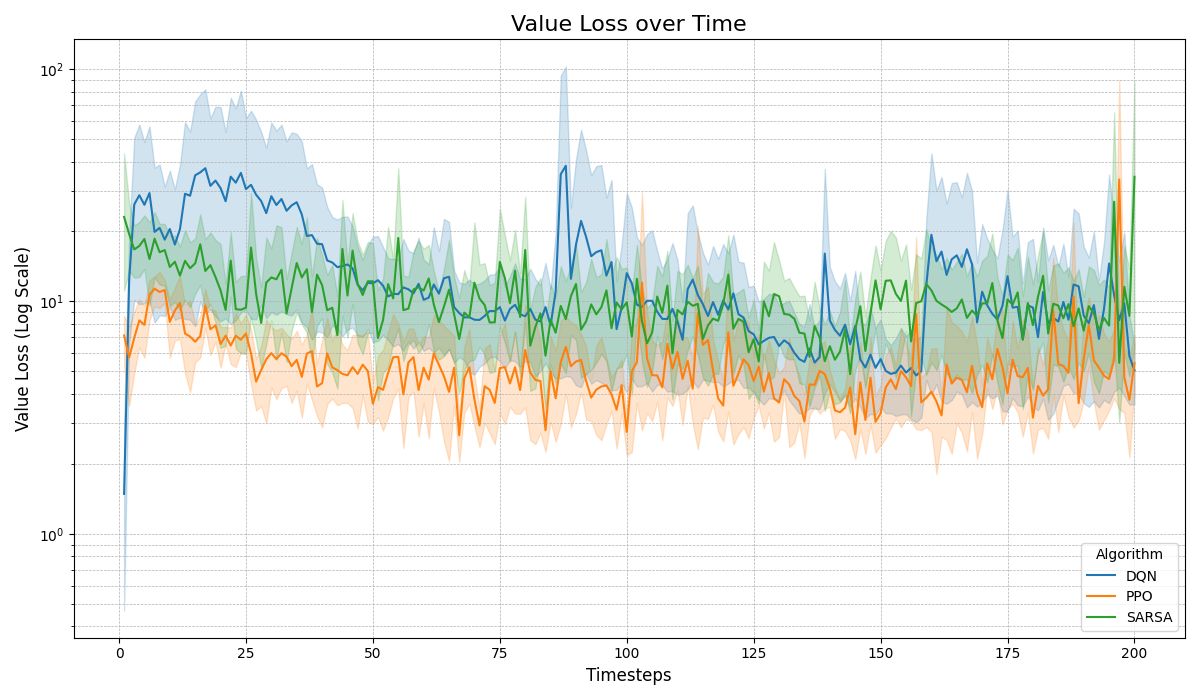 Value Loss over Time
Value Loss (Log Scale)
10²
10¹
10⁰
0 25 50 75 100 125 150 175 200
Timesteps
Algorithm
DQN
PPO
SARSA